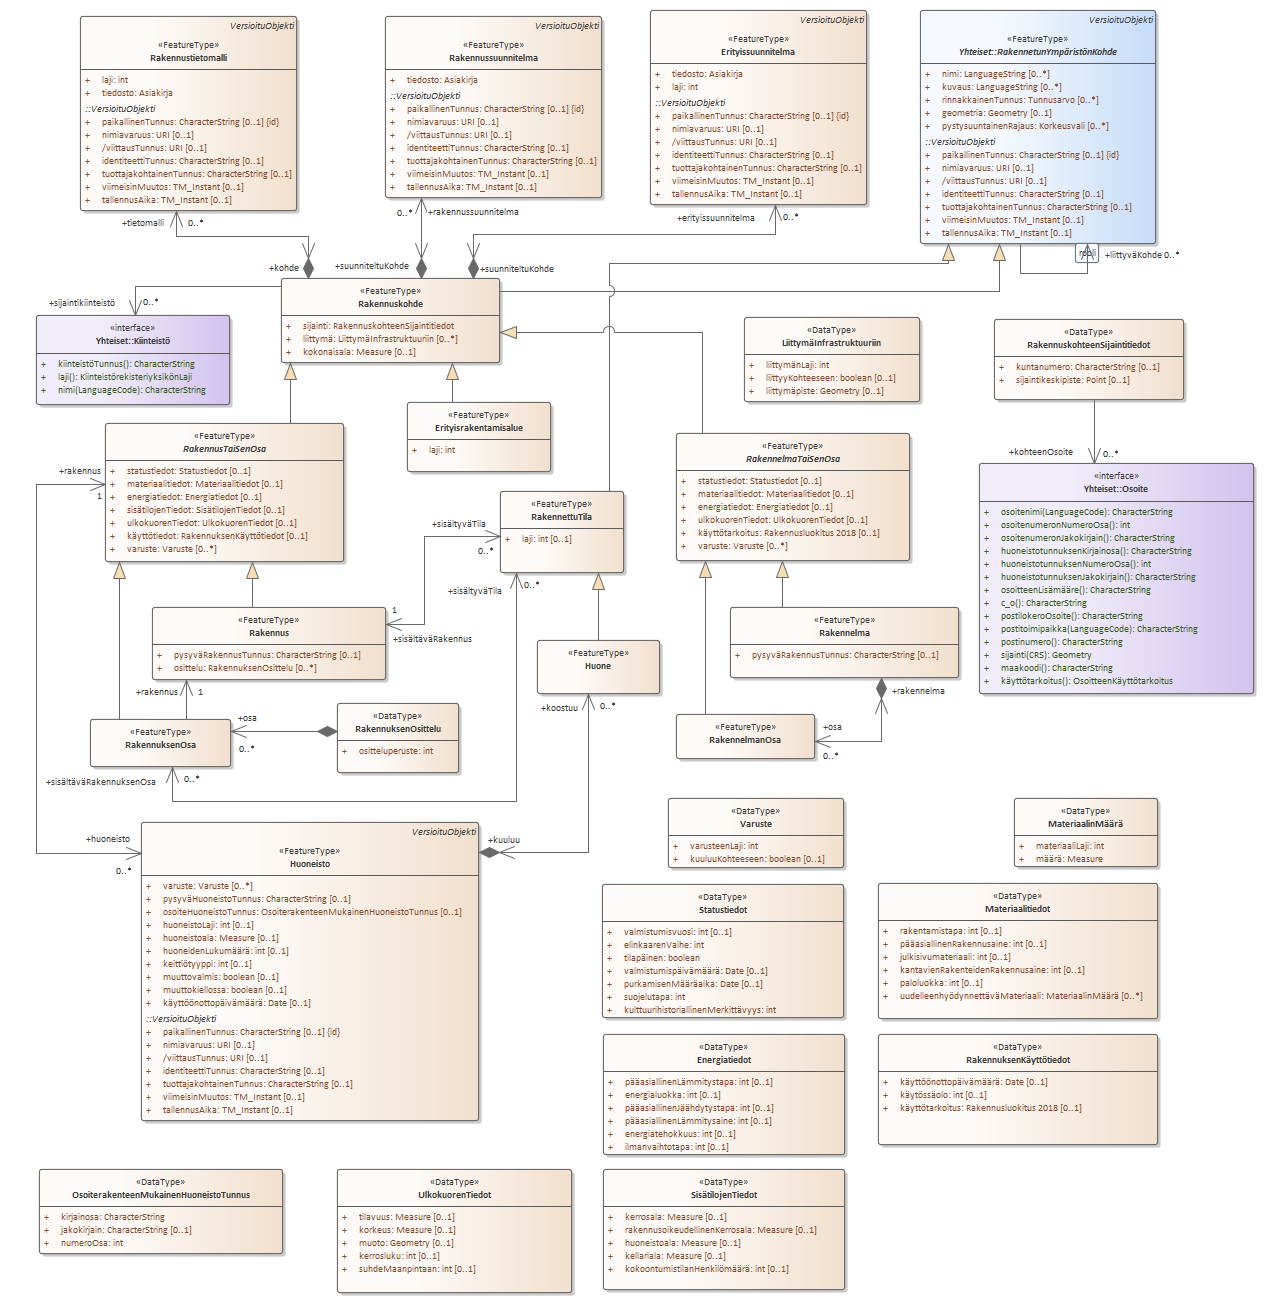 VersioituObjekti
«FeatureType»
Rakennustietomalli
+ laji: int
+ tiedosto: Asiakirja
::VersioituObjekti
+ paikallinenTunnus: CharacterString [0..1] {id}
+ nimiavaruus: URI [0..1]
+ /viittausTunnus: URI [0..1]
+ identiteettiTunnus: CharacterString [0..1]
+ tuottajakohtainenTunnus: CharacterString [0..1]
+ viimeisinMuutos: TM_Instant [0..1]
+ tallennusAika: TM_Instant [0..1]
VersioituObjekti
«FeatureType»
Rakennussuunnitelma
+ tiedosto: Asiakirja
::VersioituObjekti
+ paikallinenTunnus: CharacterString [0..1] {id}
+ nimiavaruus: URI [0..1]
+ /viittausTunnus: URI [0..1]
+ identiteettiTunnus: CharacterString [0..1]
+ tuottajakohtainenTunnus: CharacterString [0..1]
+ viimeisinMuutos: TM_Instant [0..1]
+ tallennusAika: TM_Instant [0..1]
VersioituObjekti
«FeatureType»
Erityissuunnitelma
+ tiedosto: Asiakirja
+ laji: int
::VersioituObjekti
+ paikallinenTunnus: CharacterString [0..1] {id}
+ nimiavaruus: URI [0..1]
+ /viittausTunnus: URI [0..1]
+ identiteettiTunnus: CharacterString [0..1]
+ tuottajakohtainenTunnus: CharacterString [0..1]
+ viimeisinMuutos: TM_Instant [0..1]
+ tallennusAika: TM_Instant [0..1]
VersioituObjekti
«FeatureType»
Yhteiset::RakennetunYmpäristönKohde
+ nimi: LanguageString [0..*]
+ kuvaus: LanguageString [0..*]
+ rinnakkainenTunnus: Tunnusarvo [0..*]
+ geometria: Geometry [0..1]
+ pystysuuntainenRajaus: Korkeusvali [0..*]
::VersioituObjekti
+ paikallinenTunnus: CharacterString [0..1] {id}
+ nimiavaruus: URI [0..1]
+ /viittausTunnus: URI [0..1]
+ identiteettiTunnus: CharacterString [0..1]
+ tuottajakohtainenTunnus: CharacterString [0..1]
+ viimeisinMuutos: TM_Instant [0..1]
+ tallennusAika: TM_Instant [0..1]
+tietomalli 0..*
0..* +rakennussuunnitelma
+erityissuunnitelma 0..*
rooli
+liittyväKohde 0..*
+kohde
+suunniteltuKohde
+suunniteltuKohde
+sijaintikiinteistö 0..*
«FeatureType»
Rakennuskohde
+ sijainti: RakennuskohteenSijaintitiedot
+ liittymä: LiittymäInfrastruktuuriin [0..*]
+ kokonaisala: Measure [0..1]
«interface»
Yhteiset::Kiinteistö
+ kiinteistöTunnus(): CharacterString
+ laji(): KiinteistörekisteriyksikönLaji
+ nimi(LanguageCode): CharacterString
«DataType»
LiittymäInfrastruktuuriin
+ liittymänLaji: int
+ liittyyKohteeseen: boolean [0..1]
+ liittymäpiste: Geometry [0..1]
«DataType»
RakennuskohteenSijaintitiedot
+ kuntanumero: CharacterString [0..1]
+ sijaintikeskipiste: Point [0..1]
«FeatureType»
Erityisrakentamisalue
+ laji: int
+kohteenOsoite 0..*
«FeatureType»
RakennusTaiSenOsa
+ statustiedot: Statustiedot [0..1]
+ materiaalitiedot: Materiaalitiedot [0..1]
+ energiatiedot: Energiatiedot [0..1]
+ sisätilojenTiedot: SisätilojenTiedot [0..1]
+ ulkokuorenTiedot: UlkokuorenTiedot [0..1]
+ käyttötiedot: RakennuksenKäyttötiedot [0..1]
+ varuste: Varuste [0..*]
+rakennus
1
«FeatureType»
RakennelmaTaiSenOsa
+ statustiedot: Statustiedot [0..1]
+ materiaalitiedot: Materiaalitiedot [0..1]
+ energiatiedot: Energiatiedot [0..1]
+ ulkokuorenTiedot: UlkokuorenTiedot [0..1]
+ käyttötarkoitus: Rakennusluokitus 2018 [0..1]
+ varuste: Varuste [0..*]
«FeatureType»
RakennettuTila
+ laji: int [0..1]
+sisältyväTila
0..*
+sisältyväTila 0..*
«interface»
Yhteiset::Osoite
+ osoitenimi(LanguageCode): CharacterString
+ osoitenumeronNumeroOsa(): int
+ osoitenumeronJakokirjain(): CharacterString
+ huoneistotunnuksenKirjainosa(): CharacterString
+ huoneistotunnuksenNumeroOsa(): int
+ huoneistotunnuksenJakokirjain(): CharacterString
+ osoitteenLisämääre(): CharacterString
+ c_o(): CharacterString
+ postilokeroOsoite(): CharacterString
+ postitoimipaikka(LanguageCode): CharacterString
+ postinumero(): CharacterString
+ sijainti(CRS): Geometry
+ maakoodi(): CharacterString
+ käyttötarkoitus(): OsoitteenKäyttötarkoitus
«FeatureType»
Rakennus
+ pysyväRakennusTunnus: CharacterString [0..1]
+ osittelu: RakennuksenOsittelu [0..*]
1
+sisältäväRakennus
«FeatureType»
Huone
«FeatureType»
Rakennelma
+ pysyväRakennusTunnus: CharacterString [0..1]
+rakennus 1
+koostuu 0..*
+rakennelma
«FeatureType»
RakennuksenOsa
+osa
0..*
«DataType»
RakennuksenOsittelu
+ ositteluperuste: int
«FeatureType»
RakennelmanOsa
+osa
0..*
+sisältäväRakennuksenOsa 0..*
+huoneisto
0..*
+kuuluu
VersioituObjekti
«FeatureType»
Huoneisto
+ varuste: Varuste [0..*]
+ pysyväHuoneistoTunnus: CharacterString [0..1]
+ osoiteHuoneistoTunnus: OsoiterakenteenMukainenHuoneistoTunnus [0..1]
+ huoneistoLaji: int [0..1]
+ huoneistoala: Measure [0..1]
+ huoneidenLukumäärä: int [0..1]
+ keittiötyyppi: int [0..1]
+ muuttovalmis: boolean [0..1]
+ muuttokiellossa: boolean [0..1]
+ käyttöönottopäivämäärä: Date [0..1]
::VersioituObjekti
+ paikallinenTunnus: CharacterString [0..1] {id}
+ nimiavaruus: URI [0..1]
+ /viittausTunnus: URI [0..1]
+ identiteettiTunnus: CharacterString [0..1]
+ tuottajakohtainenTunnus: CharacterString [0..1]
+ viimeisinMuutos: TM_Instant [0..1]
+ tallennusAika: TM_Instant [0..1]
«DataType»
Varuste
+ varusteenLaji: int
+ kuuluuKohteeseen: boolean [0..1]
«DataType»
MateriaalinMäärä
+ materiaaliLaji: int
+ määrä: Measure
«DataType»
Statustiedot
+ valmistumisvuosi: int [0..1]
+ elinkaarenVaihe: int
+ tilapäinen: boolean
+ valmistumispäivämäärä: Date [0..1]
+ purkamisenMääräaika: Date [0..1]
+ suojelutapa: int
+ kulttuurihistoriallinenMerkittävyys: int
«DataType»
Materiaalitiedot
+ rakentamistapa: int [0..1]
+ pääasiallinenRakennusaine: int [0..1]
+ julkisivumateriaali: int [0..1]
+ kantavienRakenteidenRakennusaine: int [0..1]
+ paloluokka: int [0..1]
+ uudelleenhyödynnettäväMateriaali: MateriaalinMäärä [0..*]
«DataType»
Energiatiedot
+ pääasiallinenLämmitystapa: int [0..1]
+ energialuokka: int [0..1]
+ pääasiallinenJäähdytystapa: int [0..1]
+ pääasiallinenLämmitysaine: int [0..1]
+ energiatehokkuus: int [0..1]
+ ilmanvaihtotapa: int [0..1]
«DataType»
RakennuksenKäyttötiedot
+ käyttöönottopäivämäärä: Date [0..1]
+ käytössäolo: int [0..1]
+ käyttötarkoitus: Rakennusluokitus 2018 [0..1]
«DataType»
OsoiterakenteenMukainenHuoneistoTunnus
+ kirjainosa: CharacterString
+ jakokirjain: CharacterString [0..1]
+ numeroOsa: int
«DataType»
UlkokuorenTiedot
+ tilavuus: Measure [0..1]
+ korkeus: Measure [0..1]
+ muoto: Geometry [0..1]
+ kerrosluku: int [0..1]
+ suhdeMaanpintaan: int [0..1]
«DataType»
SisätilojenTiedot
+ kerrosala: Measure [0..1]
+ rakennusoikeudellinenKerrosala: Measure [0..1]
+ huoneistoala: Measure [0..1]
+ kellariala: Measure [0..1]
+ kokoontumistilanHenkilömäärä: int [0..1]